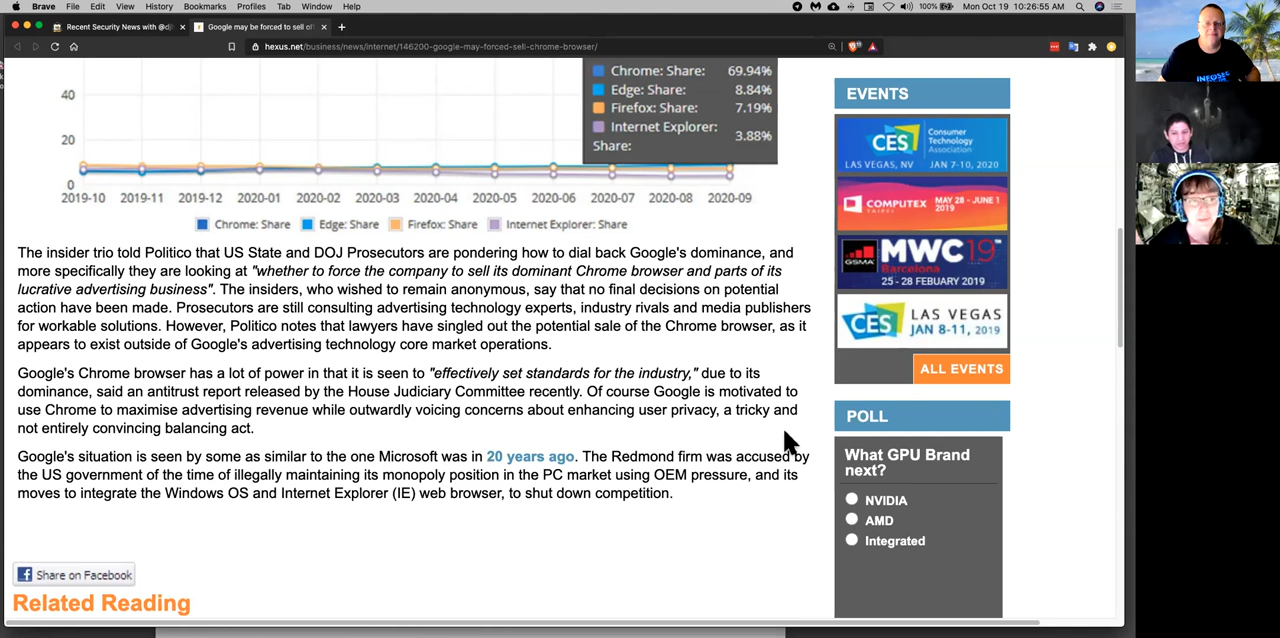 Brave File Edit View History Bookmarks Profiles Tab Window Help
100% Mon Oct 19 10:26:55 AM
Recent Security News with @dj
Google may be forced to sell of
hexus.net/business/news/internet/146200-google-may-forced-sell-chrome-browser/
Chrome: Share: 69.94%
Edge: Share: 8.84%
Firefox: Share: 7.19%
Internet Explorer:
Share: 3.88%
40
20
0
2019-10 2019-11 2019-12 2020-01 2020-02 2020-03 2020-04 2020-05 2020-06 2020-07 2020-08 2020-09
Chrome: Share Edge: Share Firefox: Share Internet Explorer: Share
The insider trio told Politico that US State and DOJ Prosecutors are pondering how to dial back Google's dominance, and
more specifically they are looking at "whether to force the company to sell its dominant Chrome browser and parts of its
lucrative advertising business". The insiders, who wished to remain anonymous, say that no final decisions on potential
action have been made. Prosecutors are still consulting advertising technology experts, industry rivals and media publishers
for workable solutions. However, Politico notes that lawyers have singled out the potential sale of the Chrome browser, as it
appears to exist outside of Google's advertising technology core market operations.
Google's Chrome browser has a lot of power in that it is seen to "effectively set standards for the industry," due to its
dominance, said an antitrust report released by the House Judiciary Committee recently. Of course Google is motivated to
use Chrome to maximise advertising revenue while outwardly voicing concerns about enhancing user privacy, a tricky and
not entirely convincing balancing act.
Google's situation is seen by some as similar to the one Microsoft was in 20 years ago. The Redmond firm was accused by
the US government of the time of illegally maintaining its monopoly position in the PC market using OEM pressure, and its
moves to integrate the Windows OS and Internet Explorer (IE) web browser, to shut down competition.
Share on Facebook
Related Reading
EVENTS
CES
Consumer
Technology
Association
LAS VEGAS, NV JAN 7-10, 2020
COMPUTEX
TAIPEI
MAY 28 - JUNE 1
2019
GSMA
MWC19
Barcelona
25 - 28 FEBUARY 2019
CES
LAS VEGAS
JAN 8-11, 2019
ALL EVENTS
POLL
What GPU Brand
next?
NVIDIA
AMD
Integrated
INFOSEC